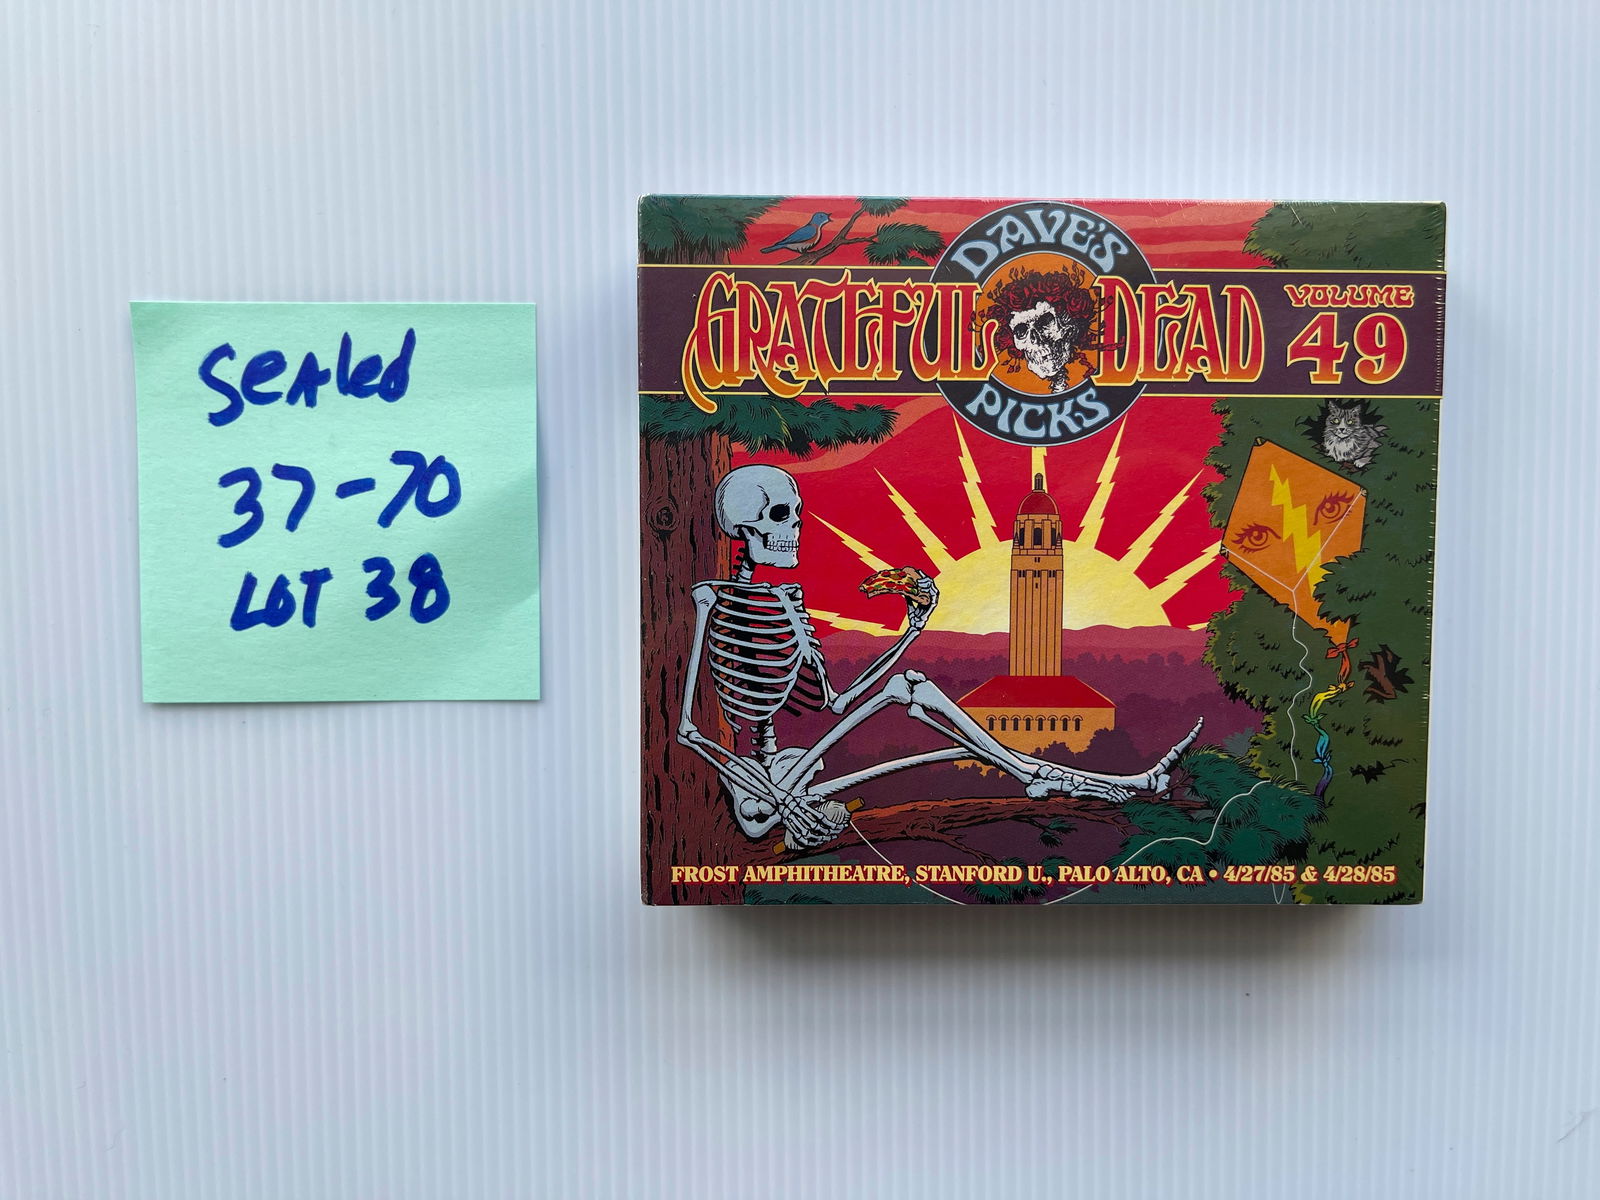 SeAled
37-70
LOT 38
DAVE'S
GRATEFUL DEAD
VOLUME
49
PICKS
FROST AMPHITHEATRE, STANFORD U., PALO ALTO, CA • 4/27/85 & 4/28/85